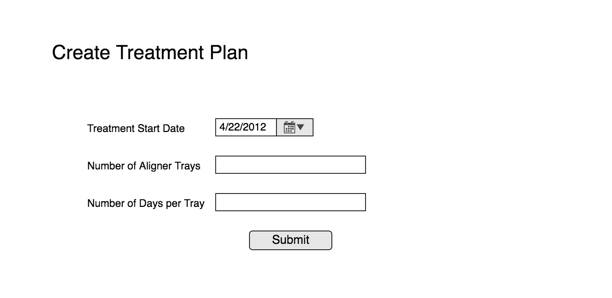 Create Treatment Plan
Treatment Start Date 4/22/2012
Number of Aligner Trays
Number of Days per Tray
Submit